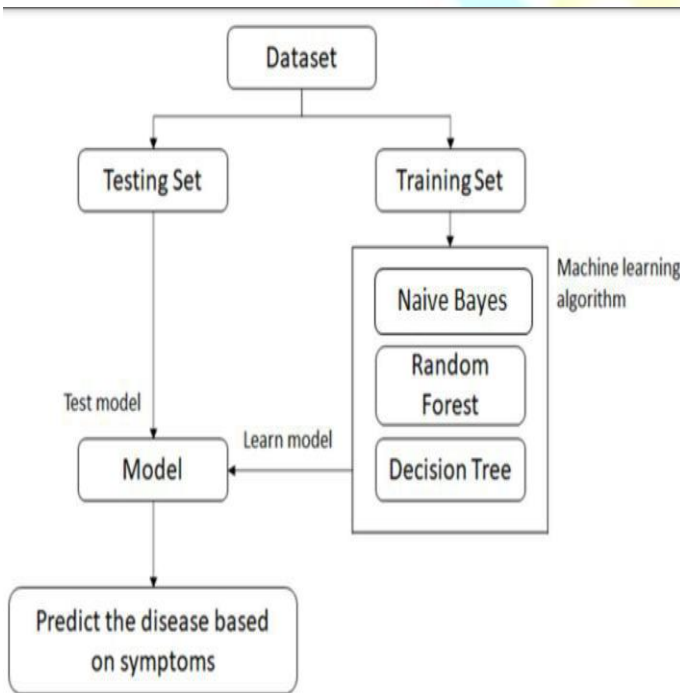 Dataset
Testing Set
Training Set
Machine learning
algorithm
Naive Bayes
Random
Forest
Decision Tree
Test model
Learn model
Model
Predict the disease based
on symptoms